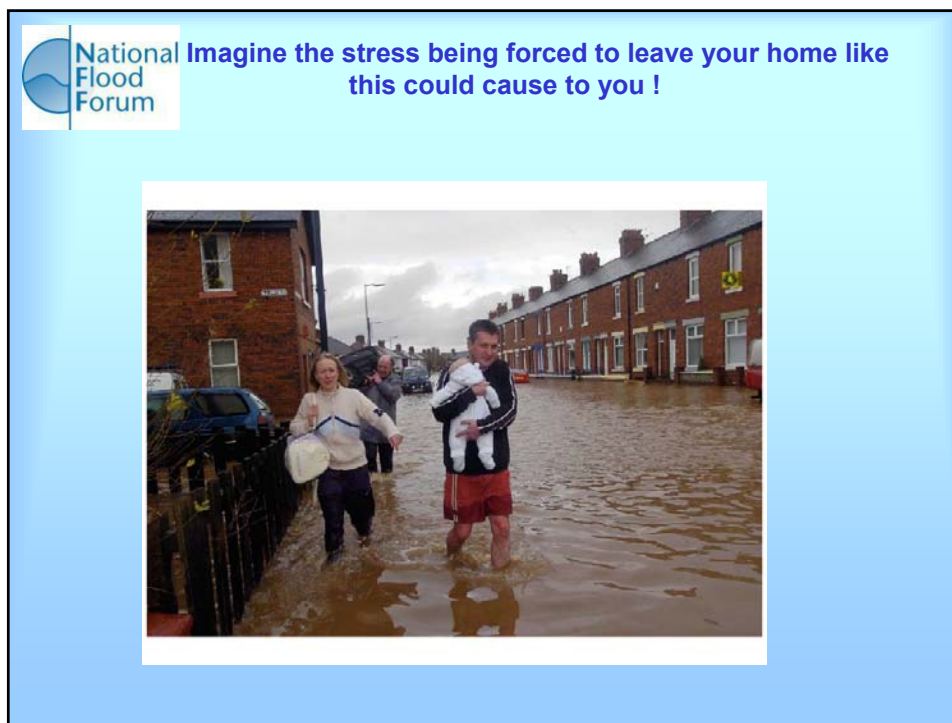 National
Flood
Forum
Imagine the stress being forced to leave your home like
this could cause to you !